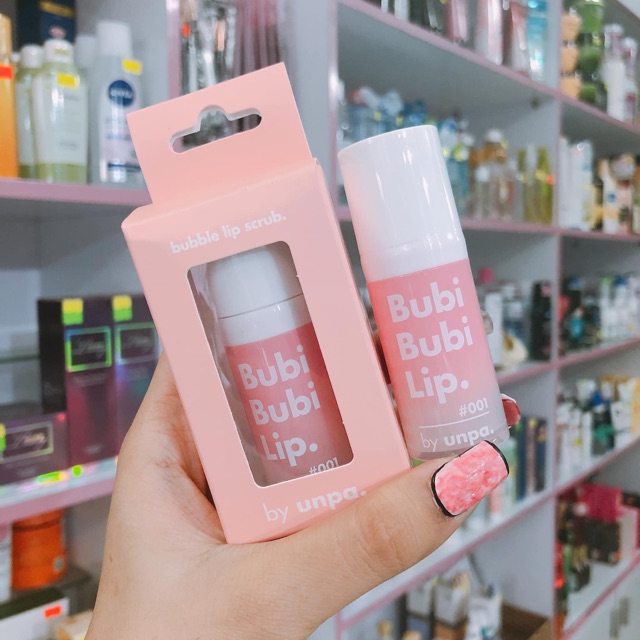 bubble lip scrub.
Bubi
Bubi
Lip.
#001
by unpa.
Bubi
Bubi
Lip.
#001
by unpa.
NIVEA